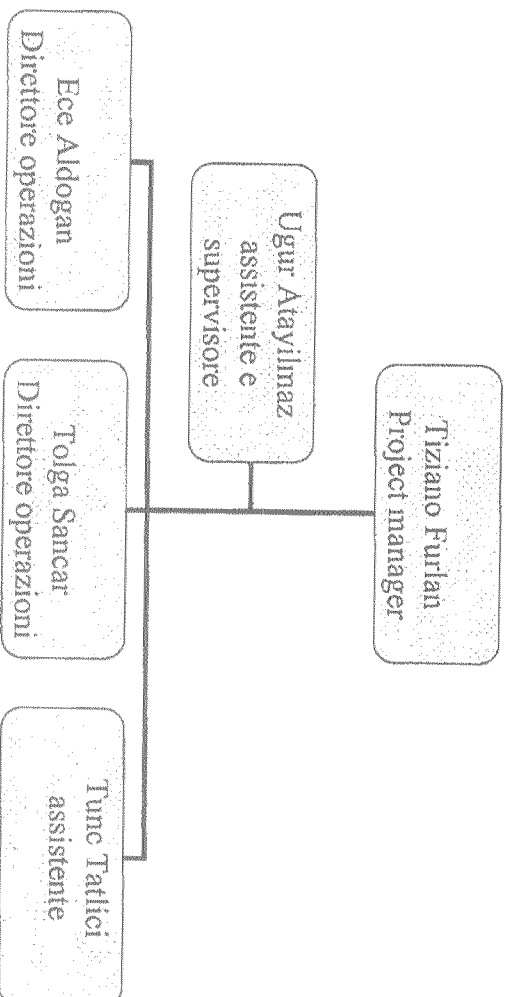 Tiziano Furlan
Project manager
Ugur Atayilmaz
assistente e
supervisore
Ece Aldogan
Direttore operazioni
Tolga Sancar
Direttore operazioni
Tunc Tatlici
assistente